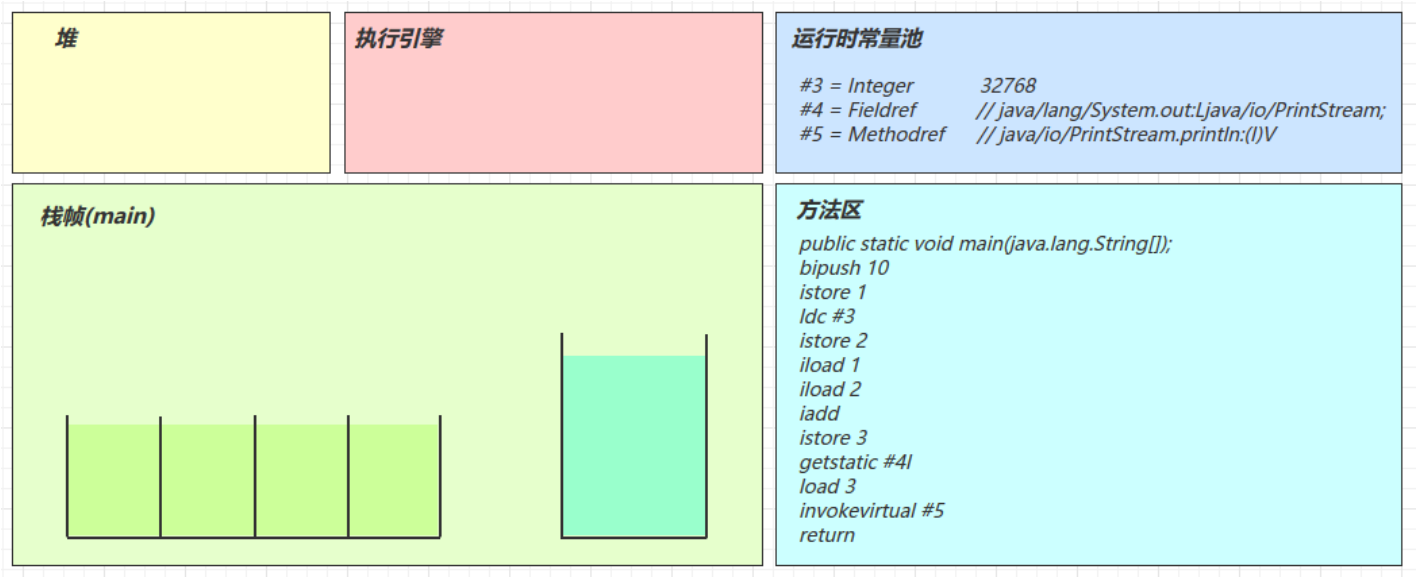 堆
执行引擎
运行时常量池
#3 = Integer 32768
#4 = Fieldref // java/lang/System.out:Ljava/io/PrintStream;
#5 = Methodref // java/io/PrintStream.println:(I)V
栈帧(main)
方法区
public static void main(java.lang.String[]);
bipush 10
istore 1
ldc #3
istore 2
iload 1
iload 2
iadd
istore 3
getstatic #4I
load 3
invokevirtual #5
return